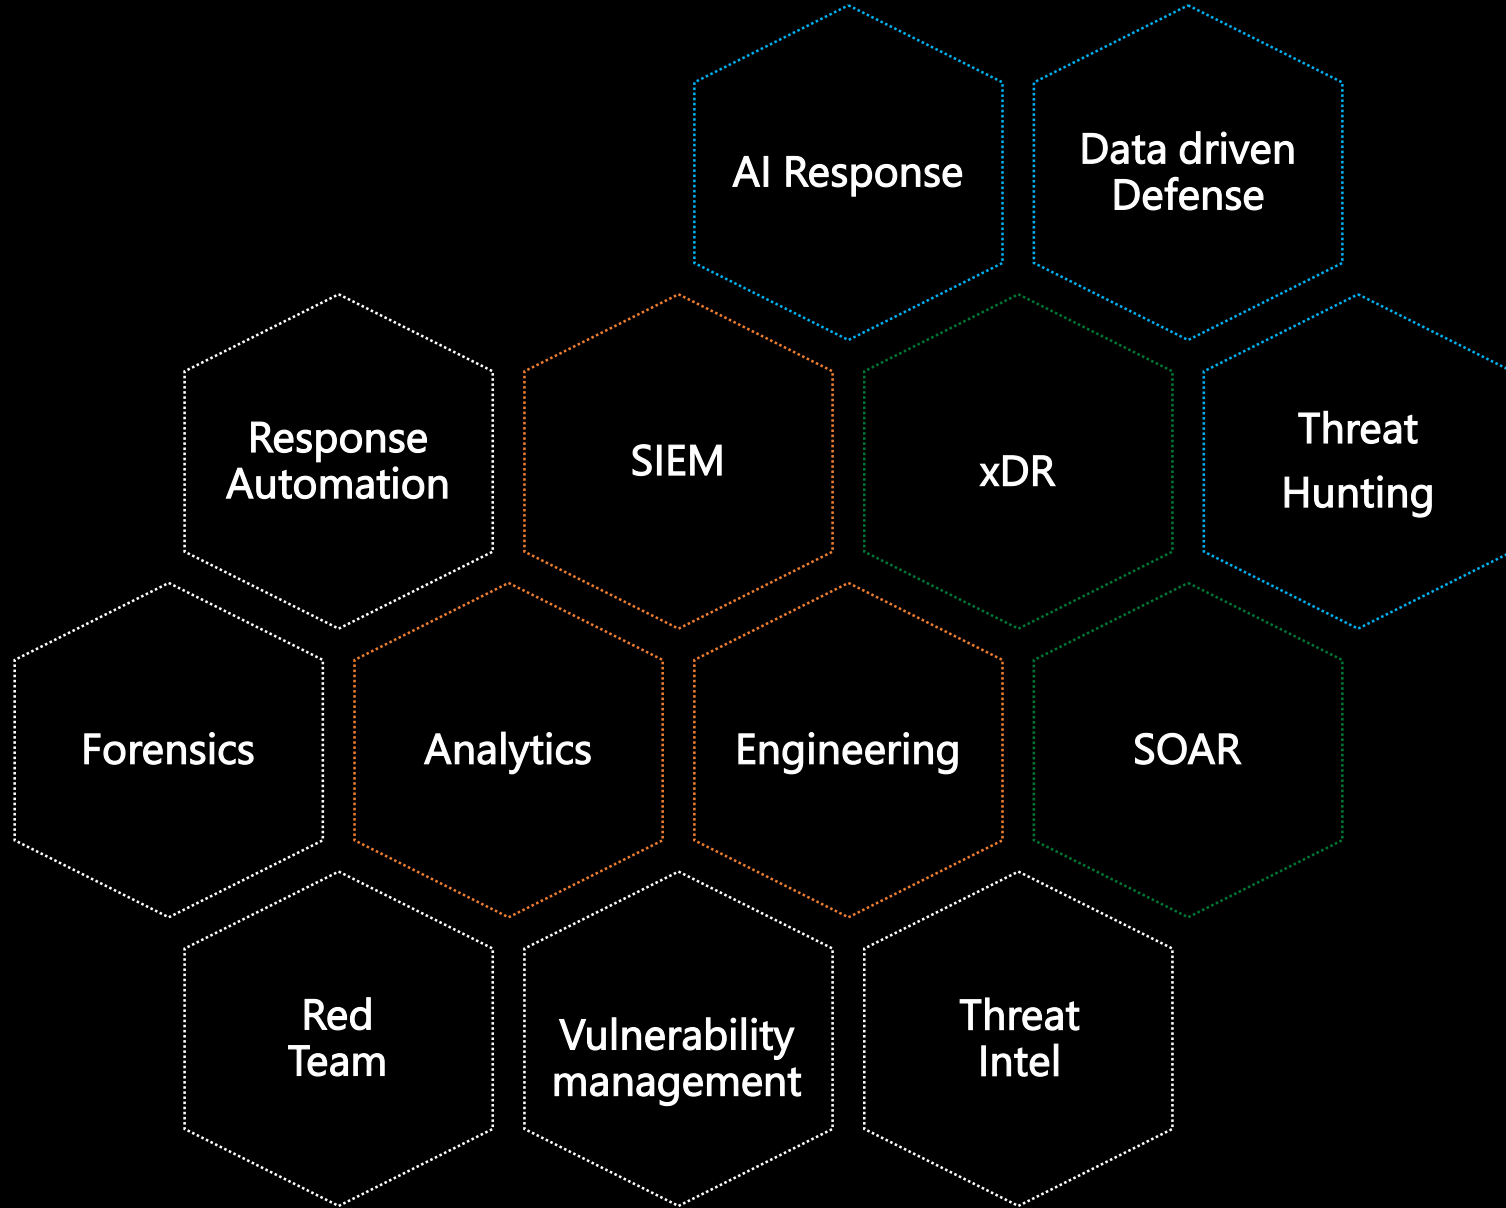 AI Response
Data driven
Defense
Response
Automation
SIEM
xDR
Threat
Hunting
Forensics
Analytics
Engineering
SOAR
Red
Team
Vulnerability
management
Threat
Intel